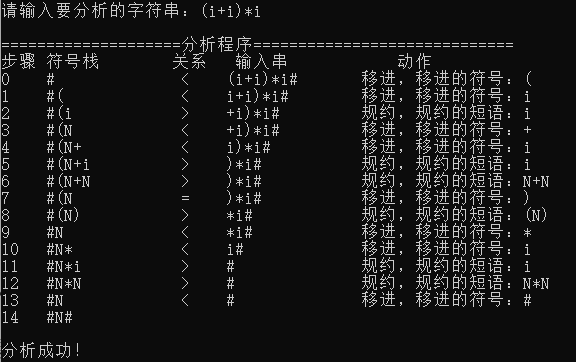 请输入要分析的字符串：(i+i)*i
====================分析程序=============================
步骤 符号栈 关系 输入串 动作
0 # < (i+i)*i# 移进，移进的符号：(
1 #( < i+i)*i# 移进，移进的符号：i
2 #(i > +i)*i# 规约，规约的短语：i
3 #(N < +i)*i# 移进，移进的符号：+
4 #(N+ < i)*i# 移进，移进的符号：i
5 #(N+i > )*i# 规约，规约的短语：i
6 #(N+N > )*i# 规约，规约的短语：N+N
7 #(N = )*i# 移进，移进的符号：)
8 #(N) > *i# 规约，规约的短语：(N)
9 #N < *i# 移进，移进的符号：*
10 #N* < i# 移进，移进的符号：i
11 #N*i > # 规约，规约的短语：i
12 #N*N > # 规约，规约的短语：N*N
13 #N < # 移进，移进的符号：#
14 #N#
分析成功!